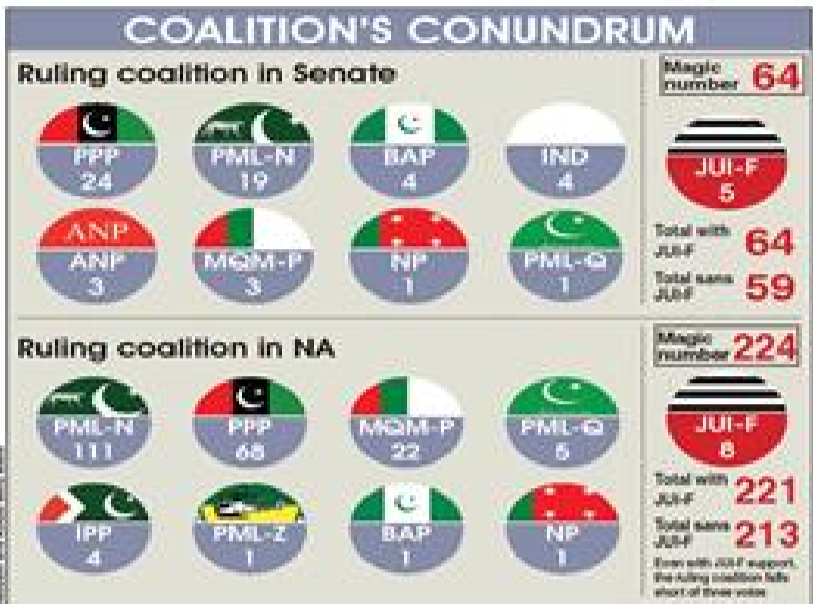 COALITION'S CONUNDRUM
Ruling coalition in Senate
PPP
24
PML-N
19
BAP
4
IND
4
ANP
ANP
3
MQM-P
3
NP
1
PML-Q
1
Magic
number 64
JUI-F
5
Total with
JUI-F 64
Total sans
JUI-F 59
Ruling coalition in NA
PML-N
111
PPP
68
MQM-P
22
PML-Q
5
IPP
4
PML-Z
1
BAP
1
NP
1
Magic
number 224
JUI-F
8
Total with
JUI-F 221
Total sans
JUI-F 213
Even with JUI-F support,
the ruling coalition falls
short of three votes